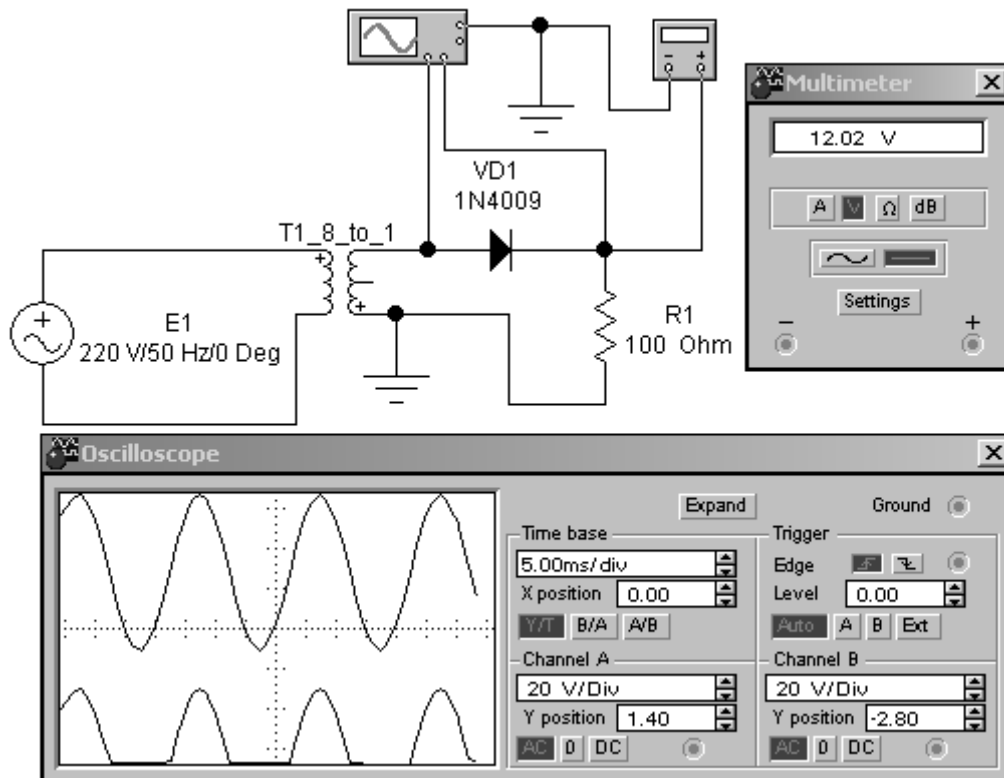 Multimeter
12.02 V
A V Ω dB
Settings
− +
− +
VD1
1N4009
T1_8_to_1
E1
220 V/50 Hz/0 Deg
R1
100 Ohm
Oscilloscope
Expand
Ground
Time base
5.00ms/div
X position 0.00
Y/T B/A A/B
Trigger
Edge
Level 0.00
Auto A B Ext
Channel A
20 V/Div
Y position 1.40
AC 0 DC
Channel B
20 V/Div
Y position -2.80
AC 0 DC